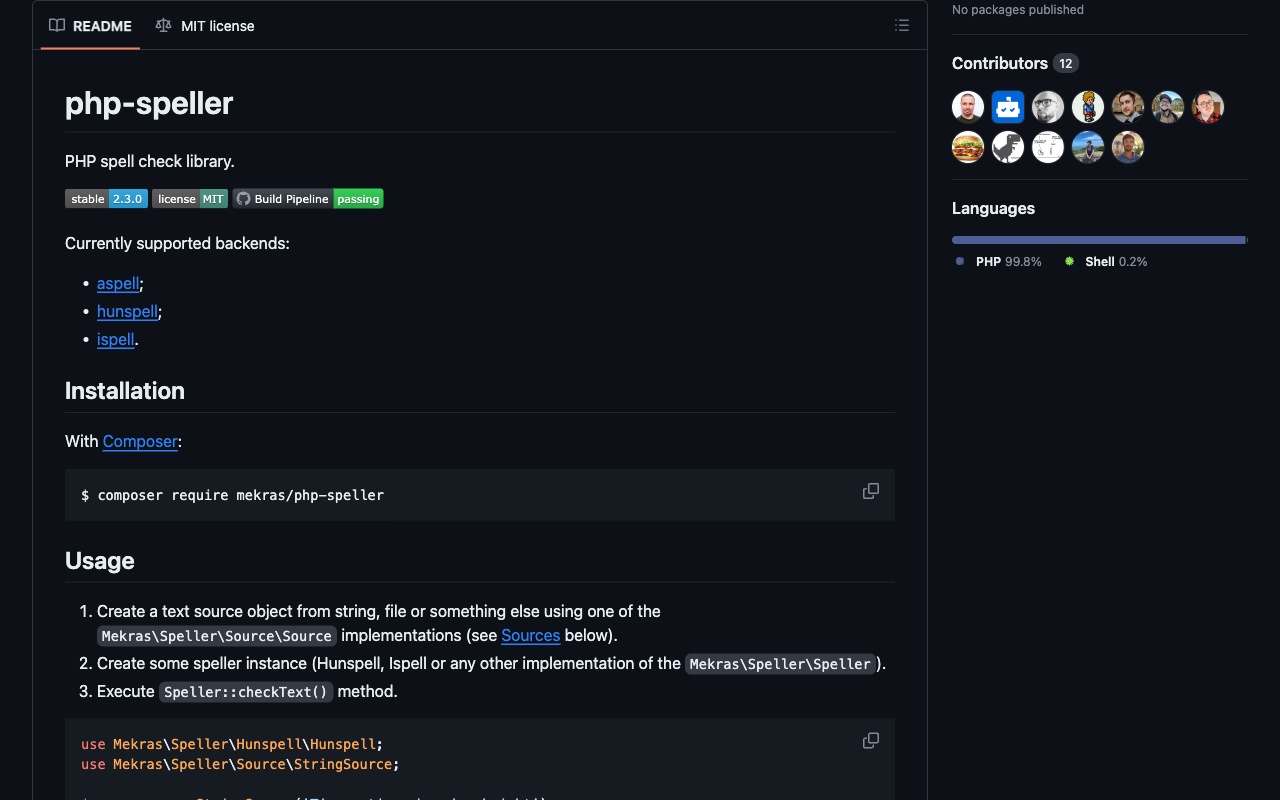 README
MIT license
php-speller
PHP spell check library.
stable 2.3.0 license MIT Build Pipeline passing
Currently supported backends:
• aspell;
• hunspell;
• ispell.
Installation
With Composer:
$ composer require mekras/php-speller
Usage
1. Create a text source object from string, file or something else using one of the
Mekras\Speller\Source\Source implementations (see Sources below).
2. Create some speller instance (Hunspell, Ispell or any other implementation of the Mekras\Speller\Speller ).
3. Execute Speller::checkText() method.
use Mekras\Speller\Hunspell\Hunspell;
use Mekras\Speller\Source\StringSource;
No packages published
Contributors 12
Languages
PHP 99.8% Shell 0.2%